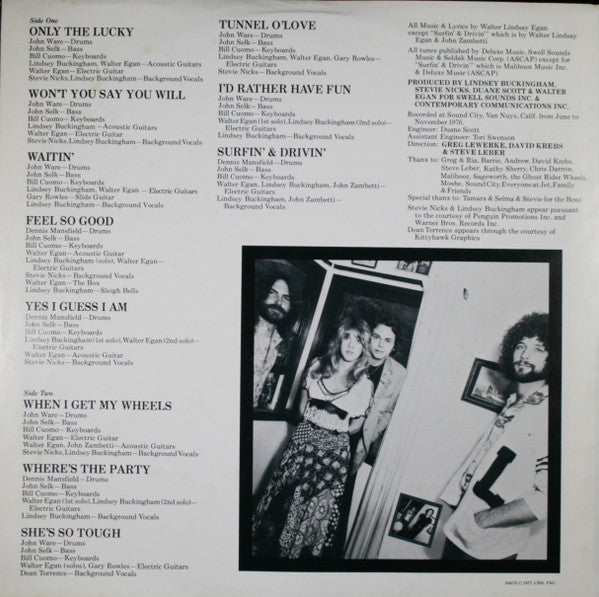 Side One
ONLY THE LUCKY
John Ware—Drums
John Selk—Bass
Bill Cuomo—Keyboards
Lindsey Buckingham, Walter Egan—Acoustic Guitars
Walter Egan—Electric Guitar
Stevie Nicks, Lindsey Buckingham—Background Vocals
WON'T YOU SAY YOU WILL
John Ware—Drums
John Selk—Bass
Bill Cuomo—Keyboards
Lindsey Buckingham—Acoustic Guitars
Walter Egan—Electric Guitar
Stevie Nicks—Background Vocals
WAITIN'
John Ware—Drums
John Selk—Bass
Bill Cuomo—Keyboards
Lindsey Buckingham, Walter Egan—Electric Guitars
Gary Rowles—Slide Guitar
Lindsey Buckingham—Background Vocals
FEEL SO GOOD
Dennis Mansfield—Drums
John Selk—Bass
Bill Cuomo—Keyboards
Walter Egan—Acoustic Guitar
Lindsey Buckingham (solo), Walter Egan—
Electric Guitars
Stevie Nicks—Background Vocals
Walter Egan—The Box
Lindsey Buckingham—Sleigh Bells
YES I GUESS I AM
Dennis Mansfield—Drums
John Selk—Bass
Bill Cuomo—Keyboards
Lindsey Buckingham (1st solo), Walter Egan (2nd solo)—
Electric Guitars
Walter Egan—Acoustic Guitar
Stevie Nicks—Background Vocals
Side Two
WHEN I GET MY WHEELS
John Ware—Drums
John Selk—Bass
Bill Cuomo—Keyboards
Walter Egan—Electric Guitar
Walter Egan, John Zambetti—Acoustic Guitars
Stevie Nicks, Lindsey Buckingham—Background Vocals
WHERE'S THE PARTY
Dennis Mansfield—Drums
John Selk—Bass
Bill Cuomo—Keyboards
Walter Egan (1st solo), Lindsey Buckingham (2nd solo)—
Electric Guitars
Lindsey Buckingham—Background Vocals
SHE'S SO TOUGH
John Ware—Drums
John Selk—Bass
Bill Cuomo—Keyboards
Walter Egan (solos), Gary Rowles—Electric Guitars
Dean Torrence—Background Vocals
TUNNEL O'LOVE
John Ware—Drums
John Selk—Bass
Bill Cuomo—Keyboards
Lindsey Buckingham, Walter Egan, Gary Rowles—
Electric Guitars
Stevie Nicks—Background Vocals
I'D RATHER HAVE FUN
John Ware—Drums
John Selk—Bass
Bill Cuomo—Keyboards
Walter Egan (1st solo), Lindsey Buckingham (2nd solo)—
Electric Guitars
Lindsey Buckingham—Background Vocals
SURFIN' & DRIVIN'
Dennis Mansfield—Drums
John Selk—Bass
Bill Cuomo—Keyboards
Walter Egan, Lindsey Buckingham, John Zambetti—
Electric Guitars
Lindsey Buckingham, John Zambetti—
Background Vocals
All Music & Lyrics by Walter Lindsay Egan
except "Surfin' & Drivin'" which is by Walter Lindsay
Egan & John Zambetti
All tunes published by Deluxe Music, Swell Sounds
Music & Seldak Music Corp. (ASCAP) except for
"Surfin' & Drivin'" which is Malibooz Music Inc.
& Deluxe Music (ASCAP)
PRODUCED BY LINDSEY BUCKINGHAM,
STEVIE NICKS, DUANE SCOTT & WALTER
EGAN FOR SWELL SOUNDS INC. &
CONTEMPORARY COMMUNICATIONS INC.
Recorded at Sound City, Van Nuys, Calif. from June to
November 1976.
Engineer: Duane Scott
Assistant Engineer: Tori Swenson
Direction: GREG LEWERKE, DAVID KREBS
& STEVE LEBER
Thanks to: Greg & Ria, Barrie, Andrew, David Krebs,
Steve Leber, Kathy Sherry, Chris Darrow,
Malibooz, Sageworth, the Ghost Rider Wheels,
Moshe, Sound City, Everyone at Jet, Family
& Friends
Special thanx to: Tamara & Selma & Stevie for the Benz
Stevie Nicks & Lindsey Buckingham appear pursuant
to the courtesy of Penguin Promotions Inc. and
Warner Bros. Records Inc.
Dean Torrence appears through the courtesy of
Kittyhawk Graphics
L
34679 © 1977, CBS, INC.